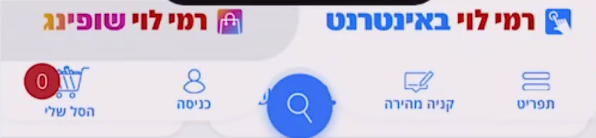 רמי לוי באינטרנט
רמי לוי שופינג
תפריט
קניה מהירה
כניסה
0
הסל שלי